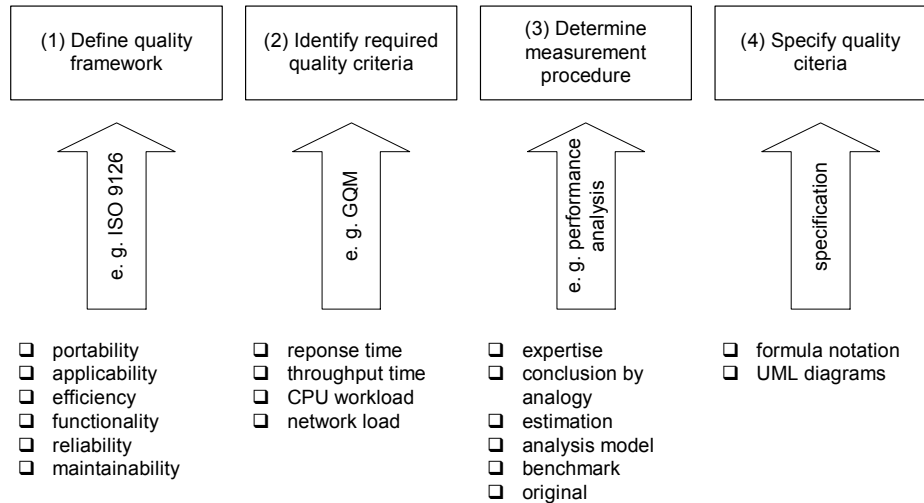 (1) Define quality
framework
(2) Identify required
quality criteria
(3) Determine
measurement
procedure
(4) Specify quality
citeria
e. g. ISO 9126
e. g. GQM
e. g. performance
analysis
specification
portability
applicability
efficiency
functionality
reliability
maintainability
reponse time
throughput time
CPU workload
network load
expertise
conclusion by
analogy
estimation
analysis model
benchmark
original
formula notation
UML diagrams